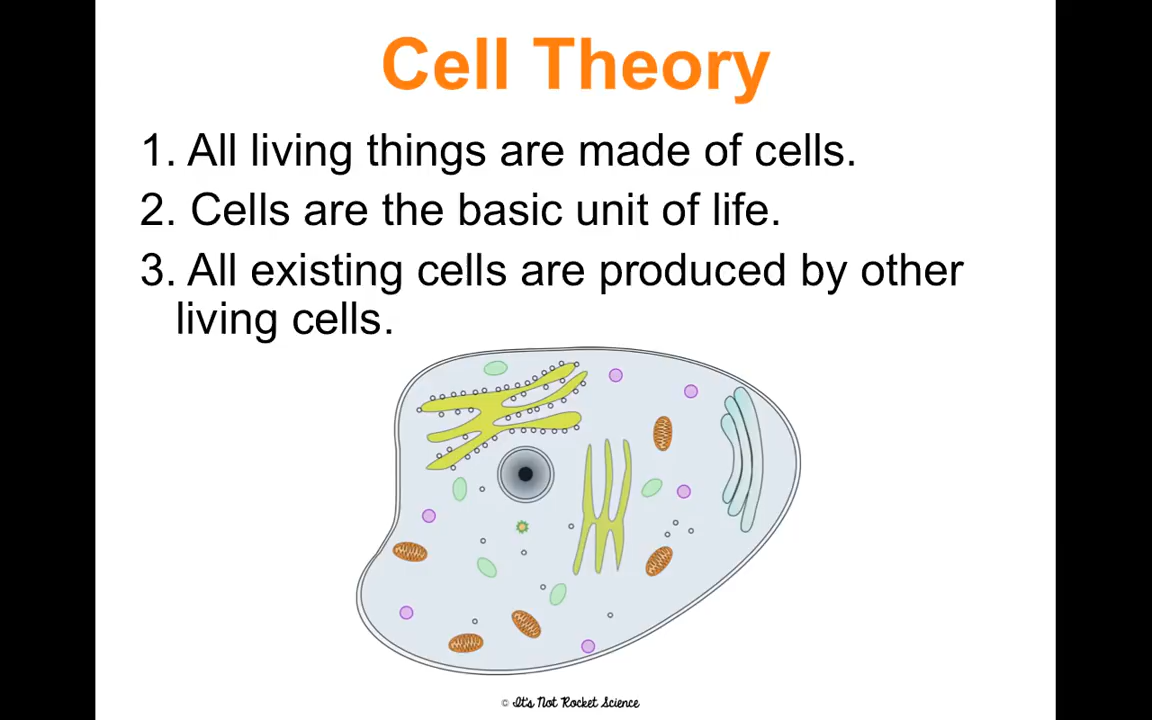 Cell Theory
1. All living things are made of cells.
2. Cells are the basic unit of life.
3. All existing cells are produced by other
living cells.
© It's Not Rocket Science